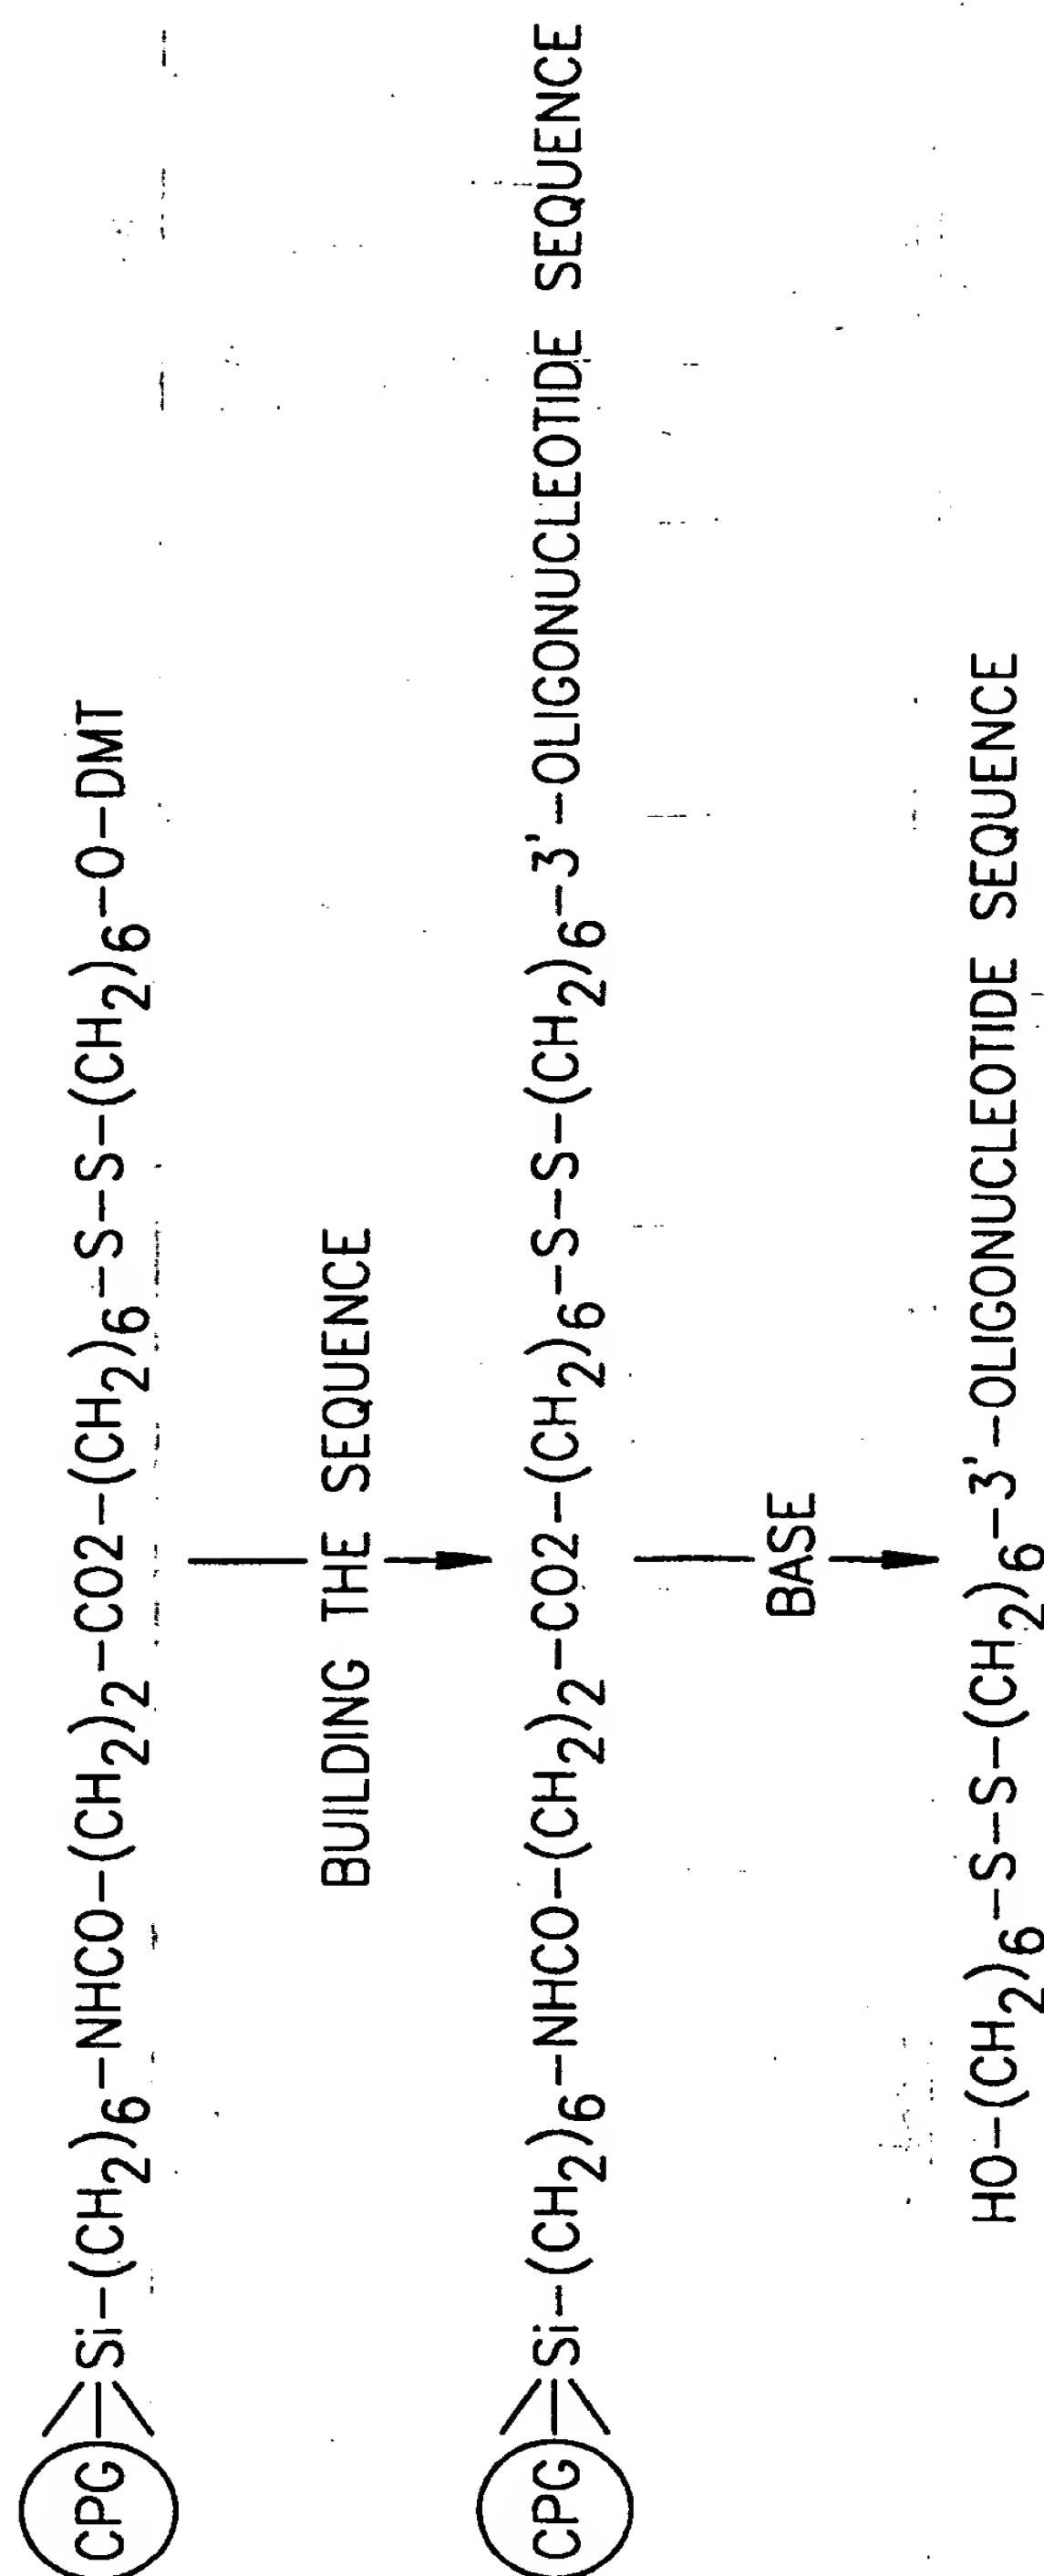 CPG Si-(CH2)6-NHCO-(CH2)2-CO2-(CH2)6-S-S-(CH2)6-O-DMT
BUILDING THE SEQUENCE
CPG Si-(CH2)6-NHCO-(CH2)2-CO2-(CH2)6-S-S-(CH2)6-3'-OLIGONUCLEOTIDE SEQUENCE
BASE
HO-(CH2)6-S-S-(CH2)6-3'-OLIGONUCLEOTIDE SEQUENCE